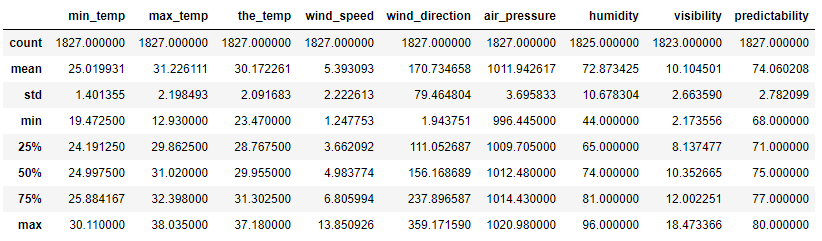 min_temp max_temp the_temp wind_speed wind_direction air_pressure humidity visibility predictability
count 1827.000000 1827.000000 1827.000000 1827.000000 1827.000000 1827.000000 1825.000000 1823.000000 1827.000000
mean 25.019931 31.226111 30.172261 5.393093 170.734658 1011.942617 72.873425 10.104501 74.060208
std 1.401355 2.198493 2.091683 2.222613 79.464804 3.695833 10.678304 2.663590 2.782099
min 19.472500 12.930000 23.470000 1.247753 1.943751 996.445000 44.000000 2.173556 68.000000
25% 24.191250 29.862500 28.767500 3.662092 111.052687 1009.705000 65.000000 8.137477 71.000000
50% 24.997500 31.020000 29.955000 4.983774 156.168689 1012.480000 74.000000 10.352665 75.000000
75% 25.884167 32.398000 31.302500 6.805994 237.896587 1014.430000 81.000000 12.002251 77.000000
max 30.110000 38.035000 37.180000 13.850926 359.171590 1020.980000 96.000000 18.473366 80.000000